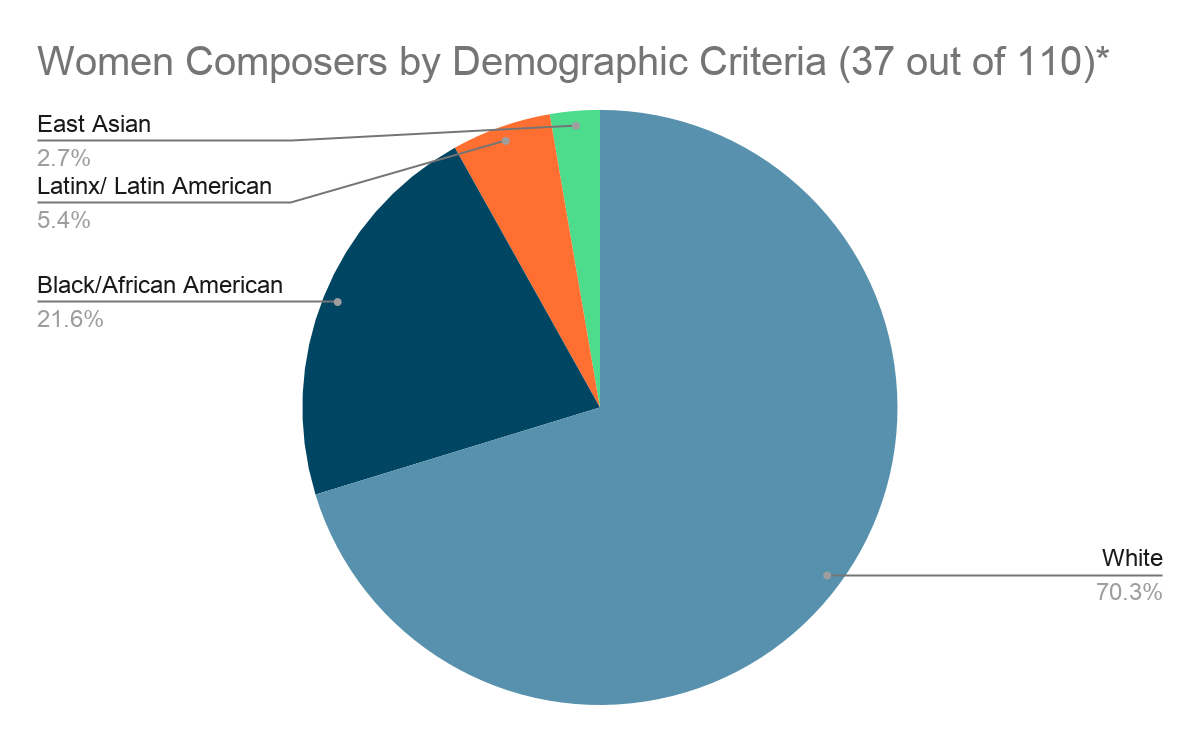 Women Composers by Demographic Criteria (37 out of 110)*
East Asian
2.7%
Latinx/ Latin American
5.4%
Black/African American
21.6%
White
70.3%